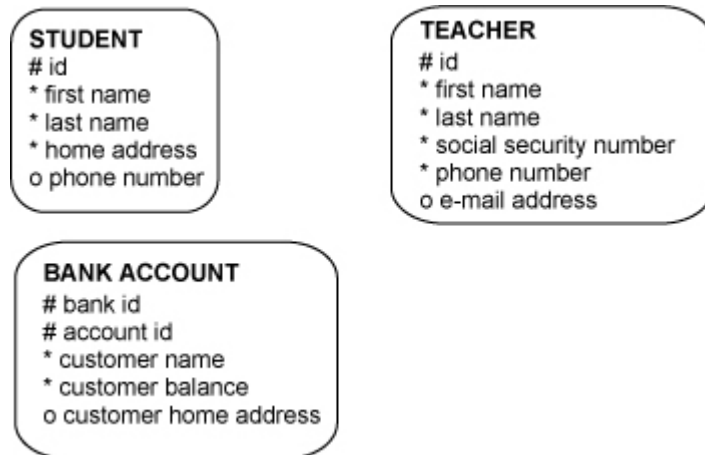 STUDENT
# id
* first name
* last name
* home address
o phone number
TEACHER
# id
* first name
* last name
* social security number
* phone number
o e-mail address
BANK ACCOUNT
# bank id
# account id
* customer name
* customer balance
o customer home address